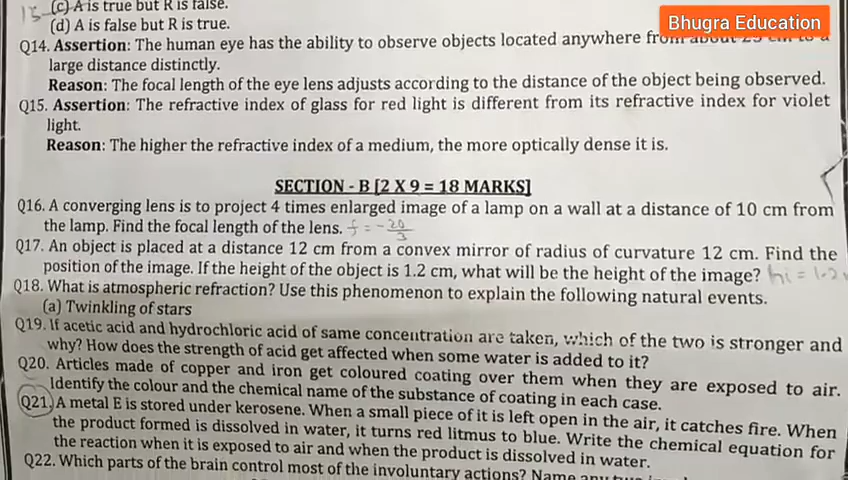 15 (c) A is true but R is false.
(d) A is false but R is true.
Bhugra Education
Q14. Assertion: The human eye has the ability to observe objects located anywhere from about 25 cm to a
large distance distinctly.
Reason: The focal length of the eye lens adjusts according to the distance of the object being observed.
Q15. Assertion: The refractive index of glass for red light is different from its refractive index for violet
light.
Reason: The higher the refractive index of a medium, the more optically dense it is.
SECTION - B [2 X 9 = 18 MARKS]
Q16. A converging lens is to project 4 times enlarged image of a lamp on a wall at a distance of 10 cm from
the lamp. Find the focal length of the lens. f = -20/3
Q17. An object is placed at a distance 12 cm from a convex mirror of radius of curvature 12 cm. Find the
position of the image. If the height of the object is 1.2 cm, what will be the height of the image? hi = 1.2
Q18. What is atmospheric refraction? Use this phenomenon to explain the following natural events.
(a) Twinkling of stars
Q19. If acetic acid and hydrochloric acid of same concentration are taken, which of the two is stronger and
why? How does the strength of acid get affected when some water is added to it?
Q20. Articles made of copper and iron get coloured coating over them when they are exposed to air.
Identify the colour and the chemical name of the substance of coating in each case.
Q21. A metal E is stored under kerosene. When a small piece of it is left open in the air, it catches fire. When
the product formed is dissolved in water, it turns red litmus to blue. Write the chemical equation for
the reaction when it is exposed to air and when the product is dissolved in water.
Q22. Which parts of the brain control most of the involuntary actions? Name any two